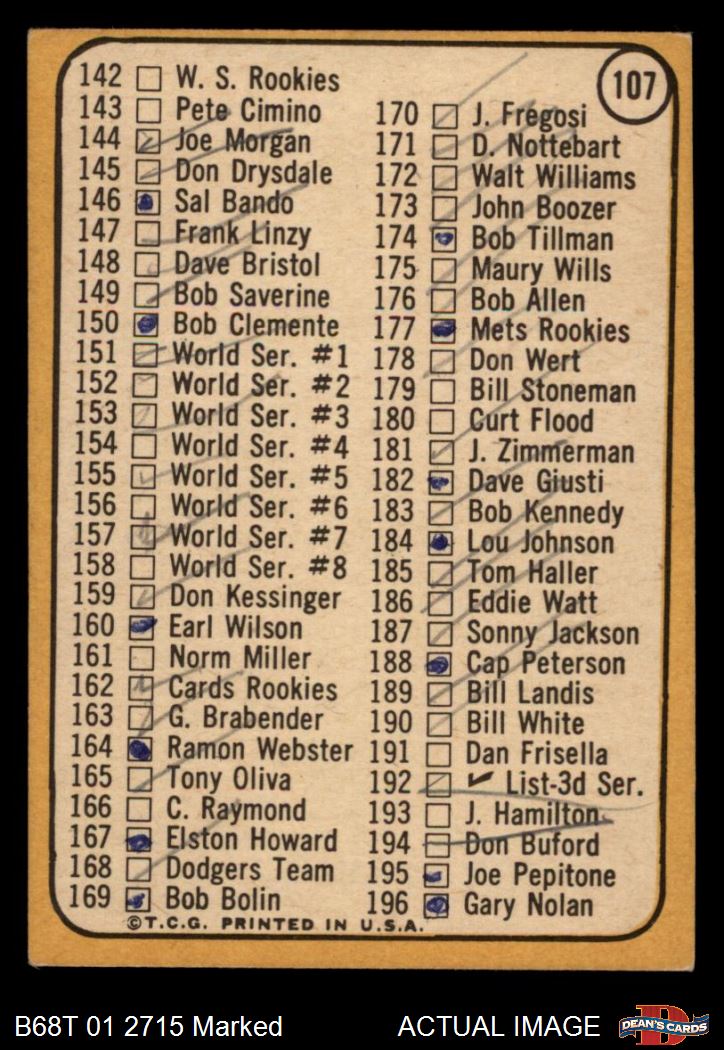 107
142 W. S. Rookies
143 Pete Cimino
144 Joe Morgan
145 Don Drysdale
146 Sal Bando
147 Frank Linzy
148 Dave Bristol
149 Bob Saverine
150 Bob Clemente
151 World Ser. #1
152 World Ser. #2
153 World Ser. #3
154 World Ser. #4
155 World Ser. #5
156 World Ser. #6
157 World Ser. #7
158 World Ser. #8
159 Don Kessinger
160 Earl Wilson
161 Norm Miller
162 Cards Rookies
163 G. Brabender
164 Ramon Webster
165 Tony Oliva
166 C. Raymond
167 Elston Howard
168 Dodgers Team
169 Bob Bolin
170 J. Fregosi
171 D. Nottebart
172 Walt Williams
173 John Boozer
174 Bob Tillman
175 Maury Wills
176 Bob Allen
177 Mets Rookies
178 Don Wert
179 Bill Stoneman
180 Curt Flood
181 J. Zimmerman
182 Dave Giusti
183 Bob Kennedy
184 Lou Johnson
185 Tom Haller
186 Eddie Watt
187 Sonny Jackson
188 Cap Peterson
189 Bill Landis
190 Bill White
191 Dan Frisella
192 ✓ List-3d Ser.
193 J. Hamilton
194 Don Buford
195 Joe Pepitone
196 Gary Nolan
©T.C.G. PRINTED IN U.S.A.
B68T 01 2715 Marked
ACTUAL IMAGE
D
DEAN'S CARDS